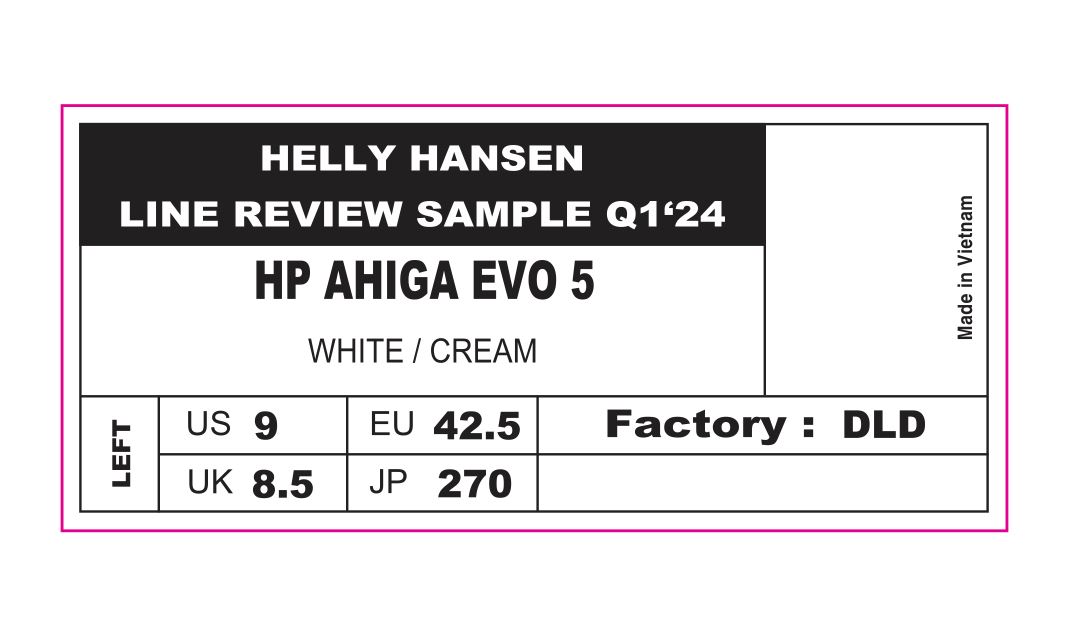 HELLY HANSEN
LINE REVIEW SAMPLE Q1‘24
HP AHIGA EVO 5
WHITE / CREAM
Made in Vietnam
LEFT
US 9
EU 42.5
Factory : DLD
UK 8.5
JP 270